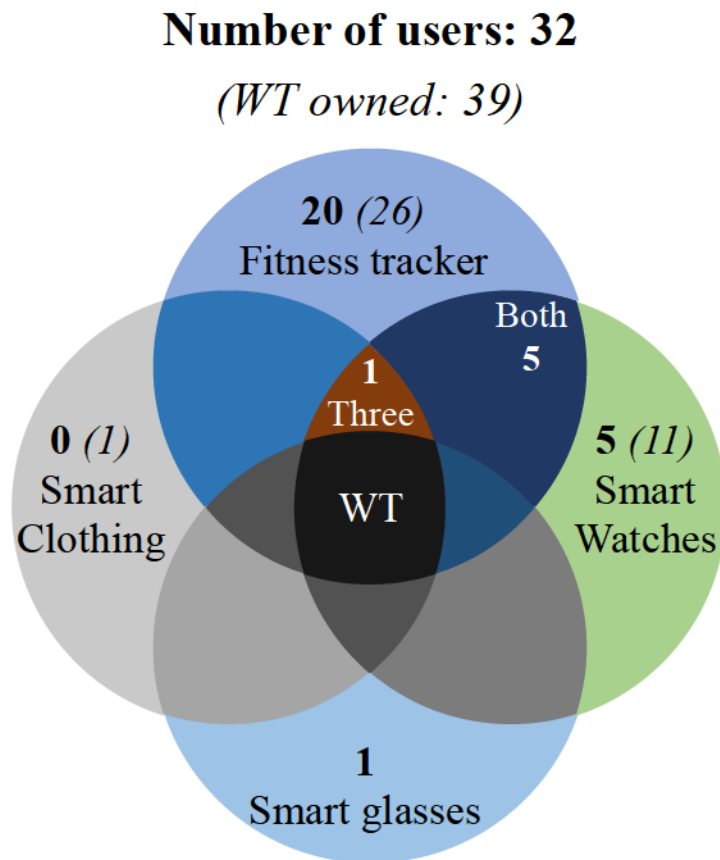 Number of users: 32
(WT owned: 39)
20 (26)
Fitness tracker
Both
5
1
Three
0 (1)
Smart
Clothing
WT
5 (11)
Smart
Watches
1
Smart glasses